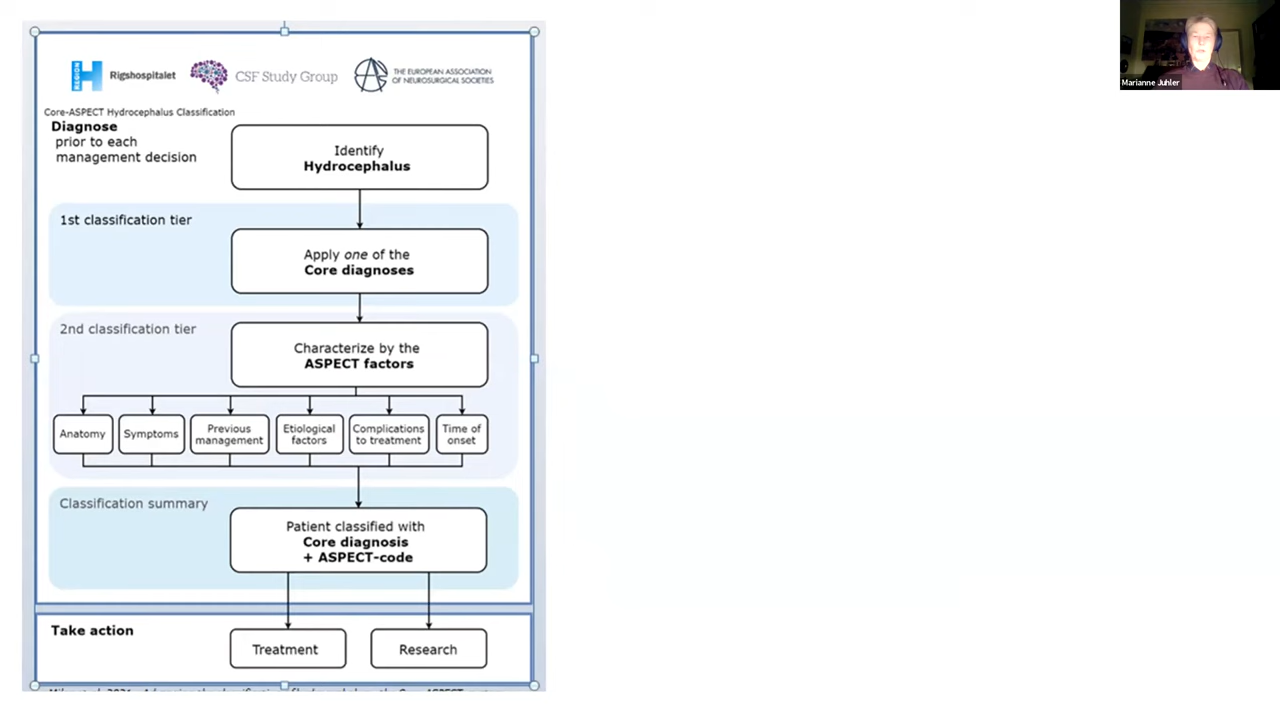 REGION
Rigshospitalet
CSF Study Group
THE EUROPEAN ASSOCIATION
OF NEUROSURGICAL SOCIETIES
Marianne Juhler
Core-ASPECT Hydrocephalus Classification
Diagnose
prior to each
management decision
Identify
Hydrocephalus
1st classification tier
Apply one of the
Core diagnoses
2nd classification tier
Characterize by the
ASPECT factors
Anatomy
Symptoms
Previous
management
Etiological
factors
Complications
to treatment
Time of
onset
Classification summary
Patient classified with
Core diagnosis
+ ASPECT-code
Take action
Treatment
Research